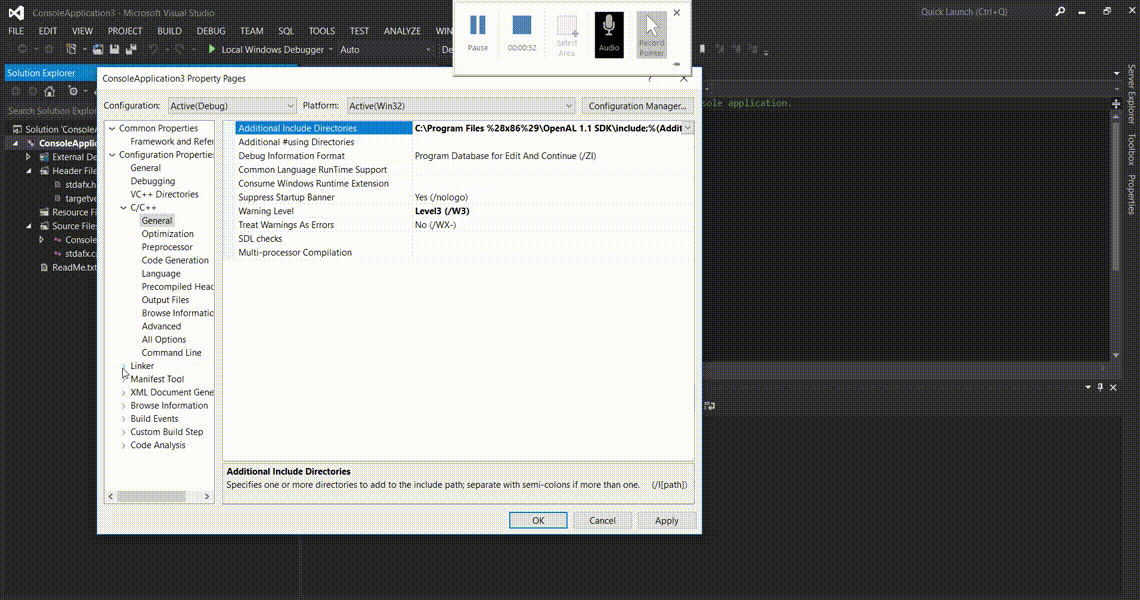 ConsoleApplication3 - Microsoft Visual Studio
Quick Launch (Ctrl+Q)
FILE EDIT VIEW PROJECT BUILD DEBUG TEAM SQL TOOLS TEST ANALYZE WIN
Local Windows Debugger Auto De
Pause
00:00:52
Select
Area
Audio
Record
Pointer
Solution Explorer
Search Solution Explo
Solution 'Console
ConsoleApplic
External De
Header File
stdafx.h
targetve
Resource Fi
Source Files
Console
stdafx.c
ReadMe.txt
ConsoleApplication3 Property Pages
?
Configuration: Active(Debug) Platform: Active(Win32) Configuration Manager...
Common Properties
Framework and Refer
Configuration Properties
General
Debugging
VC++ Directories
C/C++
General
Optimization
Preprocessor
Code Generation
Language
Precompiled Head
Output Files
Browse Informatic
Advanced
All Options
Command Line
Linker
Manifest Tool
XML Document Gene
Browse Information
Build Events
Custom Build Step
Code Analysis
Additional Include Directories C:\Program Files %28x86%29\OpenAL 1.1 SDK\include;%(Addit
Additional #using Directories
Debug Information Format Program Database for Edit And Continue (/ZI)
Common Language RunTime Support
Consume Windows Runtime Extension
Suppress Startup Banner Yes (/nologo)
Warning Level Level3 (/W3)
Treat Warnings As Errors No (/WX-)
SDL checks
Multi-processor Compilation
Additional Include Directories
Specifies one or more directories to add to the include path; separate with semi-colons if more than one. (/I[path])
OK Cancel Apply
sole application.
Server Explorer
Toolbox
Properties